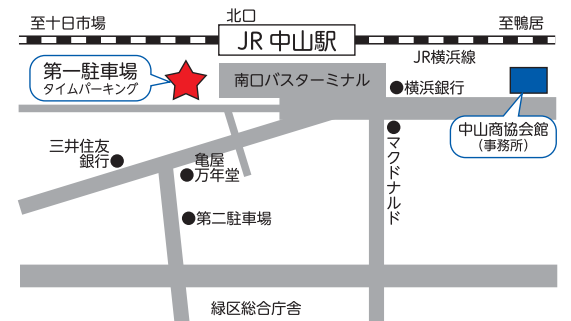 北口
至十日市場
至鴨居
JR 中山駅
JR横浜線
第一駐車場
タイムパーキング
南口バスターミナル
横浜銀行
中山商協会館
(事務所)
マクドナルド
三井住友
銀行
亀屋
万年堂
第二駐車場
緑区総合庁舎